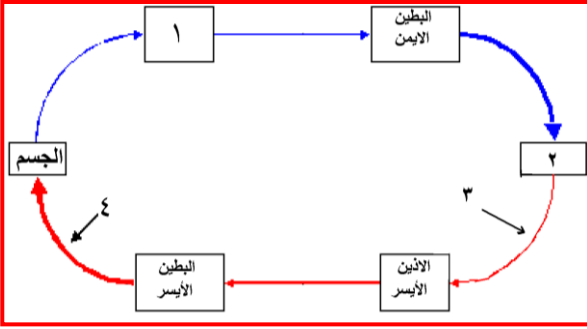 ١
البطين
الايمن
الجسم
٢
٣
٤
البطين
الأيسر
الاذين
الأيسر